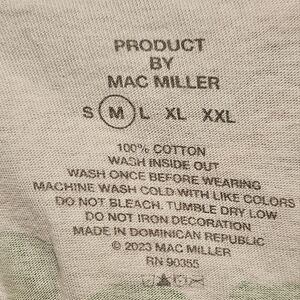 PRODUCT
BY
MAC MILLER
S M L XL XXL
100% COTTON
WASH INSIDE OUT
WASH ONCE BEFORE WEARING
MACHINE WASH COLD WITH LIKE COLORS
DO NOT BLEACH. TUMBLE DRY LOW
DO NOT IRON DECORATION
MADE IN DOMINICAN REPUBLIC
© 2023 MAC MILLER
RN 90355